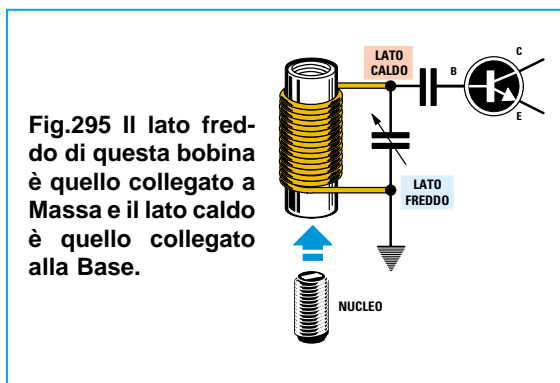 Fig.295 Il lato fred-
do di questa bobina
è quello collegato a
Massa e il lato caldo
è quello collegato
alla Base.
LATO
CALDO
B
C
E
LATO
FREDDO
NUCLEO